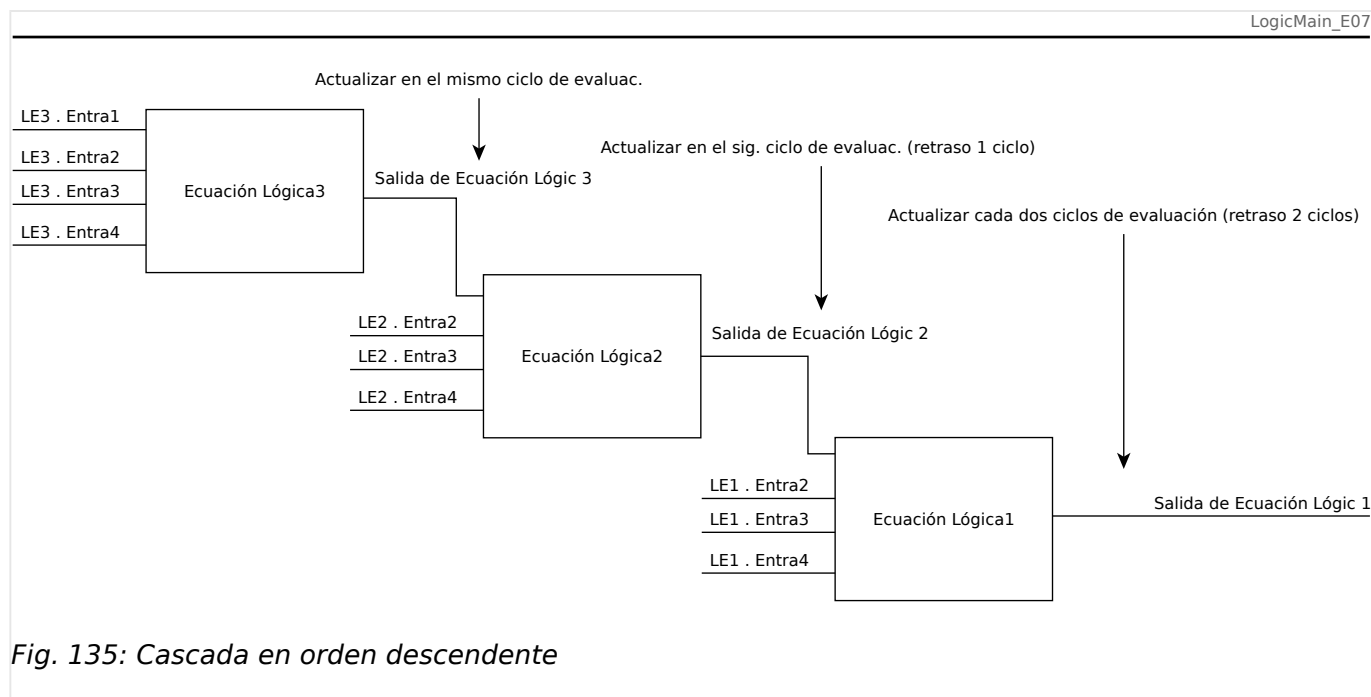 LogicMain_E07
Actualizar en el mismo ciclo de evaluac.
LE3 . Entra1
LE3 . Entra2
LE3 . Entra3
LE3 . Entra4
Ecuación Lógica3
Salida de Ecuación Lógic 3
Actualizar en el sig. ciclo de evaluac. (retraso 1 ciclo)
LE2 . Entra2
LE2 . Entra3
LE2 . Entra4
Ecuación Lógica2
Salida de Ecuación Lógic 2
Actualizar cada dos ciclos de evaluación (retraso 2 ciclos)
LE1 . Entra2
LE1 . Entra3
LE1 . Entra4
Ecuación Lógica1
Salida de Ecuación Lógic 1
Fig. 135: Cascada en orden descendente